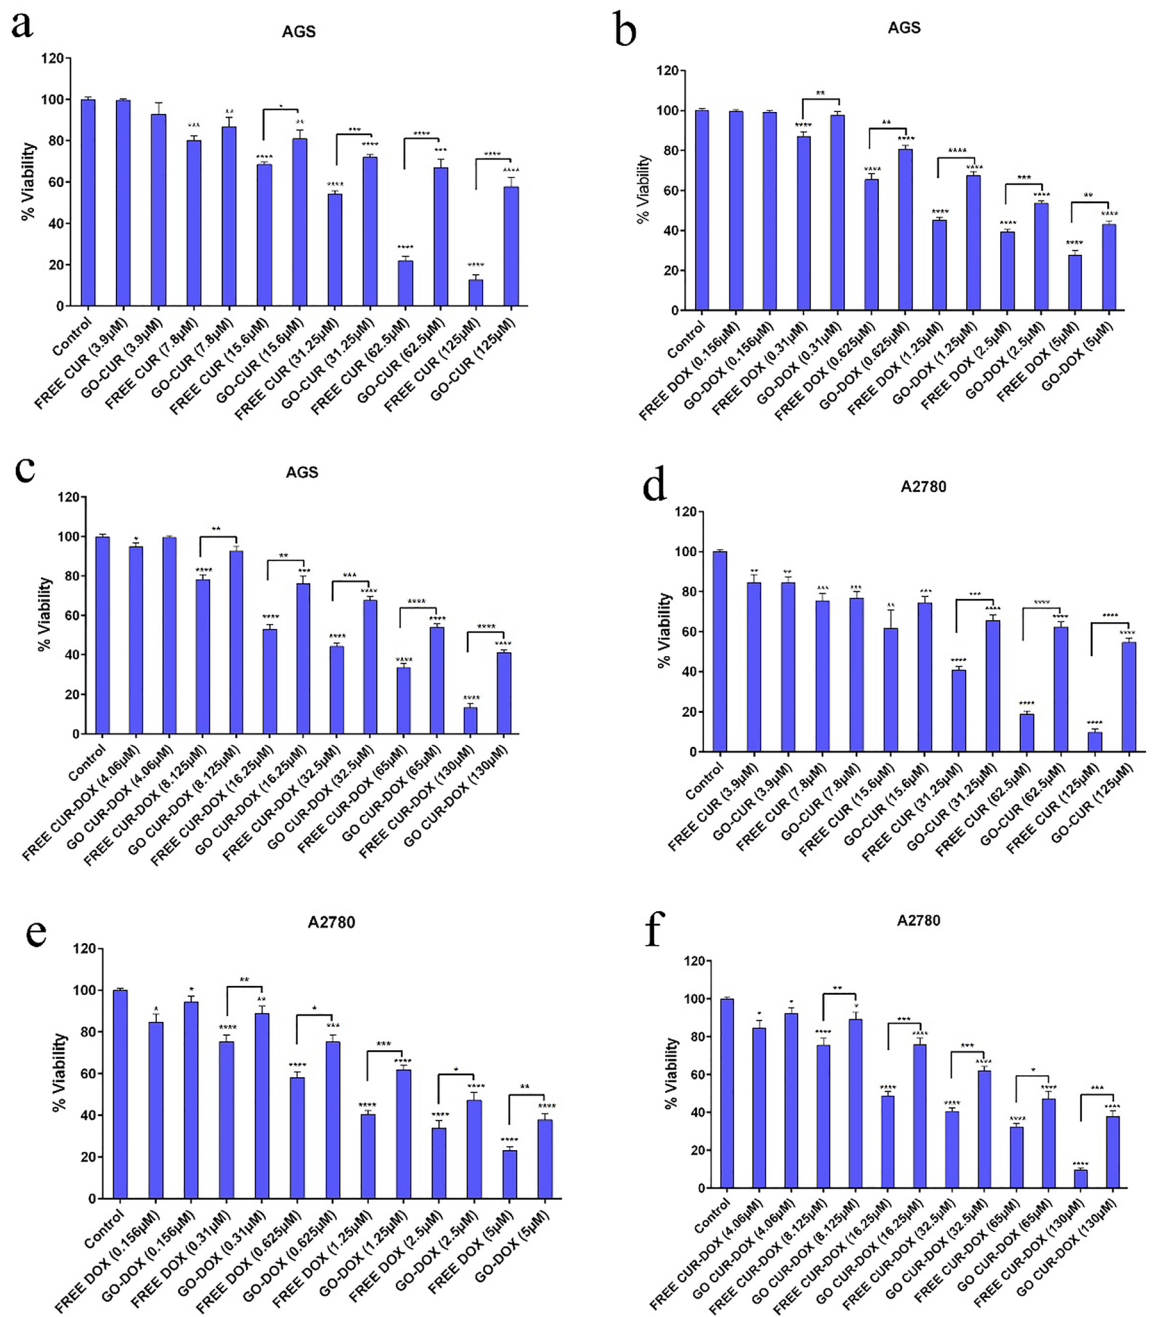 a
AGS
% Viability
120
100
80
60
40
20
0
* *** **** ****
*** ** **** ** **** **** **** *** **** ****
Control
FREE CUR (3.9μM)
GO-CUR (3.9μM)
FREE CUR (7.8μM)
GO-CUR (7.8μM)
FREE CUR (15.6μM)
GO-CUR (15.6μM)
FREE CUR (31.25μM)
GO-CUR (31.25μM)
FREE CUR (62.5μM)
GO-CUR (62.5μM)
FREE CUR (125μM)
GO-CUR (125μM)
b
AGS
% Viability
120
100
80
60
40
20
0
** ** **** *** **
**** **** **** **** **** **** **** **** ****
Control
FREE DOX (0.156μM)
GO-DOX (0.156μM)
FREE DOX (0.31μM)
GO-DOX (0.31μM)
FREE DOX (0.625μM)
GO-DOX (0.625μM)
FREE DOX (1.25μM)
GO-DOX (1.25μM)
FREE DOX (2.5μM)
GO-DOX (2.5μM)
FREE DOX (5μM)
GO-DOX (5μM)
c
AGS
% Viability
120
100
80
60
40
20
0
** ** *** **** ****
* **** **** *** **** **** **** **** **** ****
Control
FREE CUR-DOX (4.06μM)
GO CUR-DOX (4.06μM)
FREE CUR-DOX (8.125μM)
GO CUR-DOX (8.125μM)
FREE CUR-DOX (16.25μM)
GO CUR-DOX (16.25μM)
FREE CUR-DOX (32.5μM)
GO CUR-DOX (32.5μM)
FREE CUR-DOX (65μM)
GO CUR-DOX (65μM)
FREE CUR-DOX (130μM)
GO CUR-DOX (130μM)
d
A2780
% Viability
120
100
80
60
40
20
0
*** **** ****
** ** *** *** ** *** **** **** **** **** **** ****
Control
FREE CUR (3.9μM)
GO-CUR (3.9μM)
FREE CUR (7.8μM)
GO-CUR (7.8μM)
FREE CUR (15.6μM)
GO-CUR (15.6μM)
FREE CUR (31.25μM)
GO-CUR (31.25μM)
FREE CUR (62.5μM)
GO-CUR (62.5μM)
FREE CUR (125μM)
GO-CUR (125μM)
e
A2780
% Viability
120
100
80
60
40
20
0
** * *** * **
* * **** ** **** *** **** **** **** **** **** ****
Control
FREE DOX (0.156μM)
GO-DOX (0.156μM)
FREE DOX (0.31μM)
GO-DOX (0.31μM)
FREE DOX (0.625μM)
GO-DOX (0.625μM)
FREE DOX (1.25μM)
GO-DOX (1.25μM)
FREE DOX (2.5μM)
GO-DOX (2.5μM)
FREE DOX (5μM)
GO-DOX (5μM)
f
A2780
% Viability
120
100
80
60
40
20
0
** *** *** * ***
* * **** * **** **** **** **** **** **** **** ****
Control
FREE CUR-DOX (4.06μM)
GO CUR-DOX (4.06μM)
FREE CUR-DOX (8.125μM)
GO CUR-DOX (8.125μM)
FREE CUR-DOX (16.25μM)
GO CUR-DOX (16.25μM)
FREE CUR-DOX (32.5μM)
GO CUR-DOX (32.5μM)
FREE CUR-DOX (65μM)
GO CUR-DOX (65μM)
FREE CUR-DOX (130μM)
GO CUR-DOX (130μM)